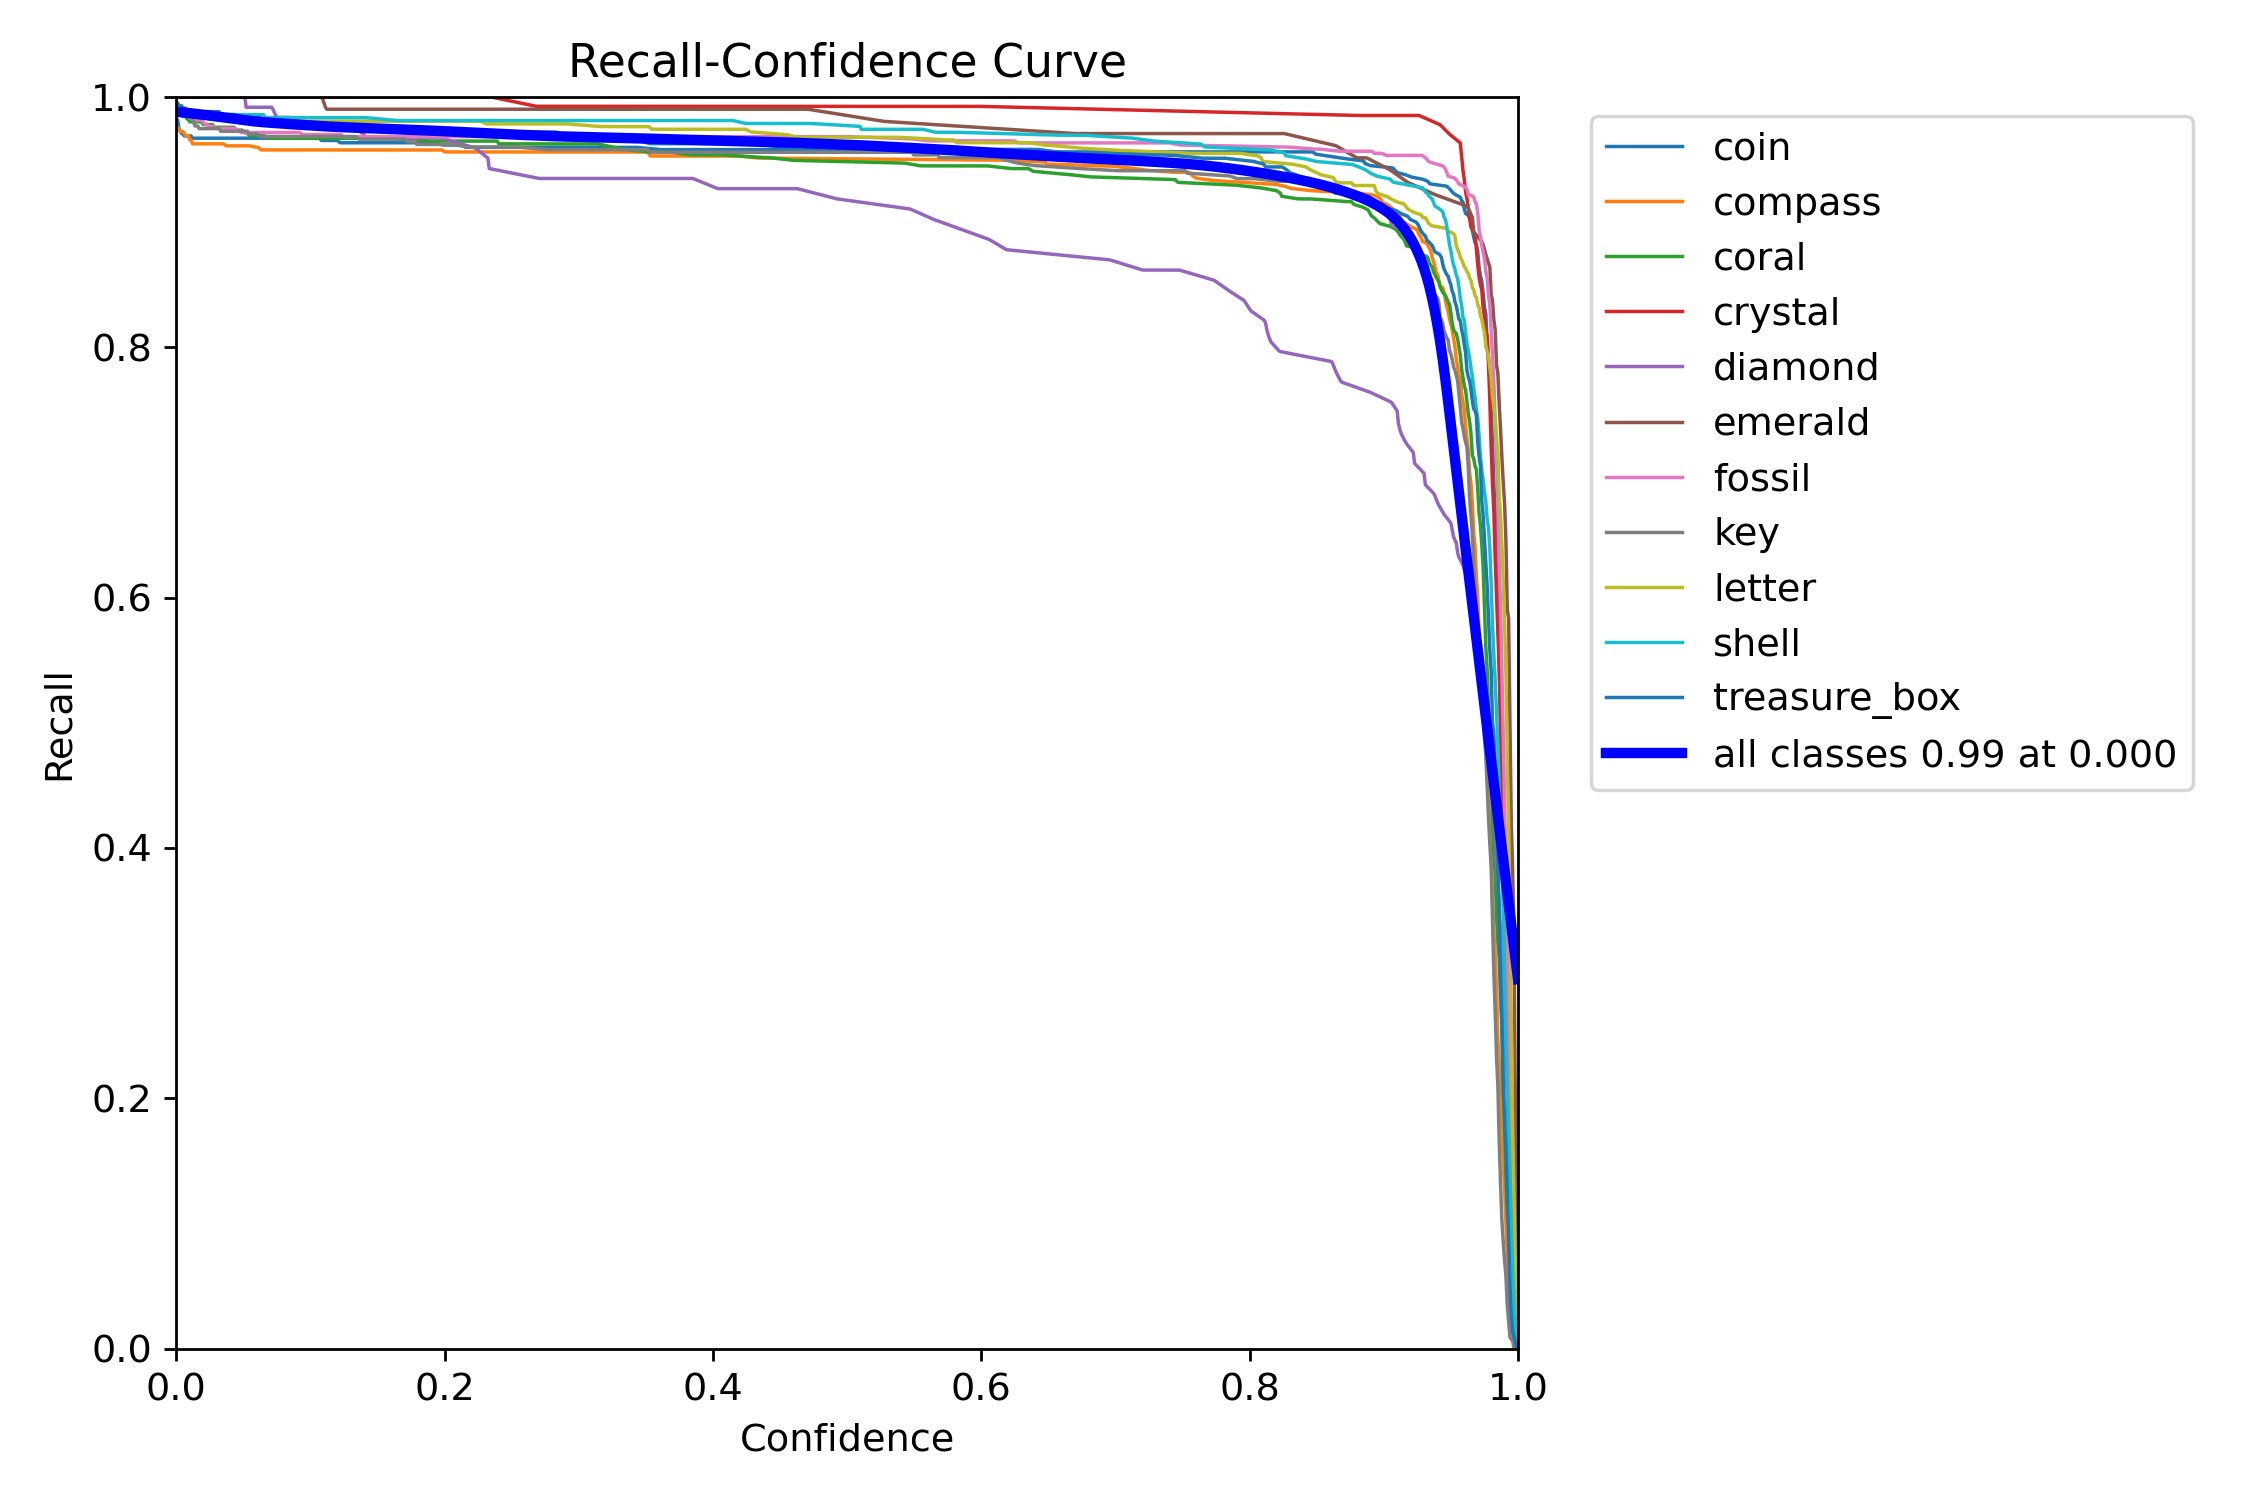 Recall-Confidence Curve
1.0
0.8
0.6
0.4
0.2
0.0
Recall
0.0 0.2 0.4 0.6 0.8 1.0
Confidence
coin
compass
coral
crystal
diamond
emerald
fossil
key
letter
shell
treasure_box
all classes 0.99 at 0.000